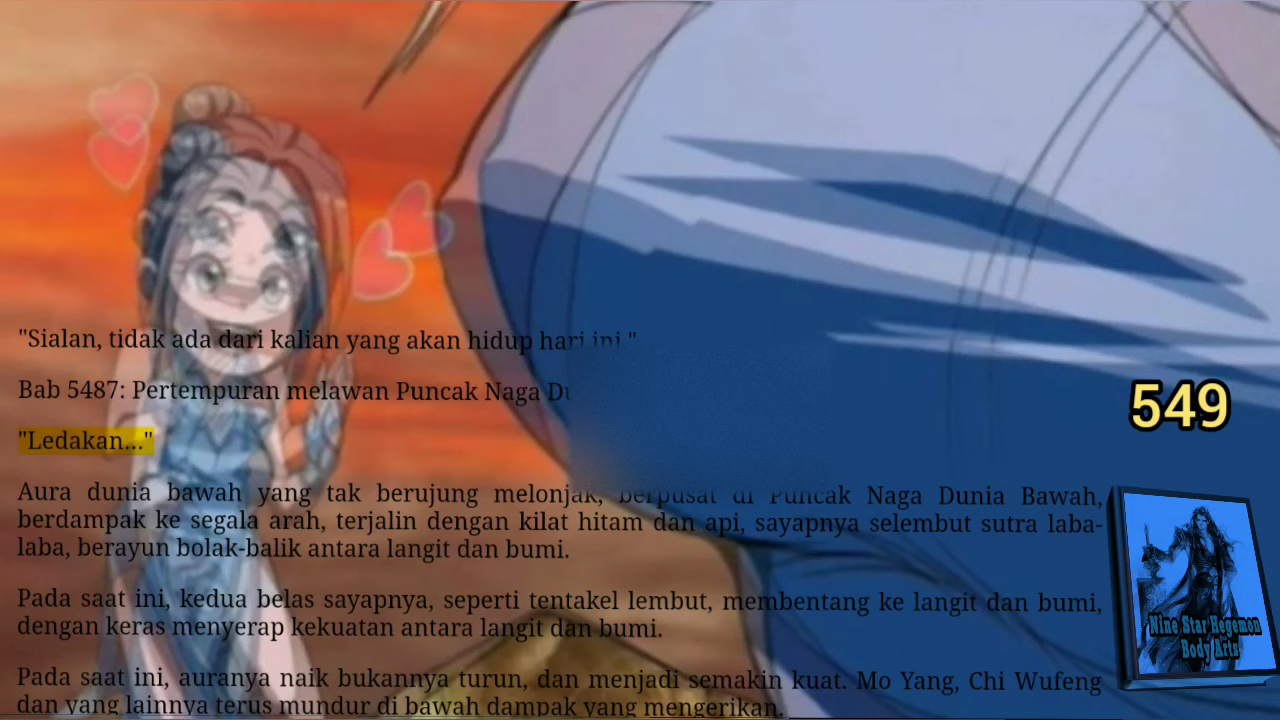 "Sialan, tidak ada dari kalian yang akan hidup hari ini."
Bab 5487: Pertempuran melawan Puncak Naga
549
"Ledakan..."
Aura dunia bawah yang tak berujung melonjak, berpusat di Puncak Naga Dunia Bawah,
berdampak ke segala arah, terjalin dengan kilat hitam dan api, sayapnya selembut sutra laba-
laba, berayun bolak-balik antara langit dan bumi.
Pada saat ini, kedua belas sayapnya, seperti tentakel lembut, membentang ke langit dan bumi,
dengan keras menyerap kekuatan antara langit dan bumi.
Nine Star Hegemon
Body Arts
Pada saat ini, auranya naik bukannya turun, dan menjadi semakin kuat. Mo Yang, Chi Wufeng
dan yang lainnya terus mundur di bawah dampak yang mengerikan.